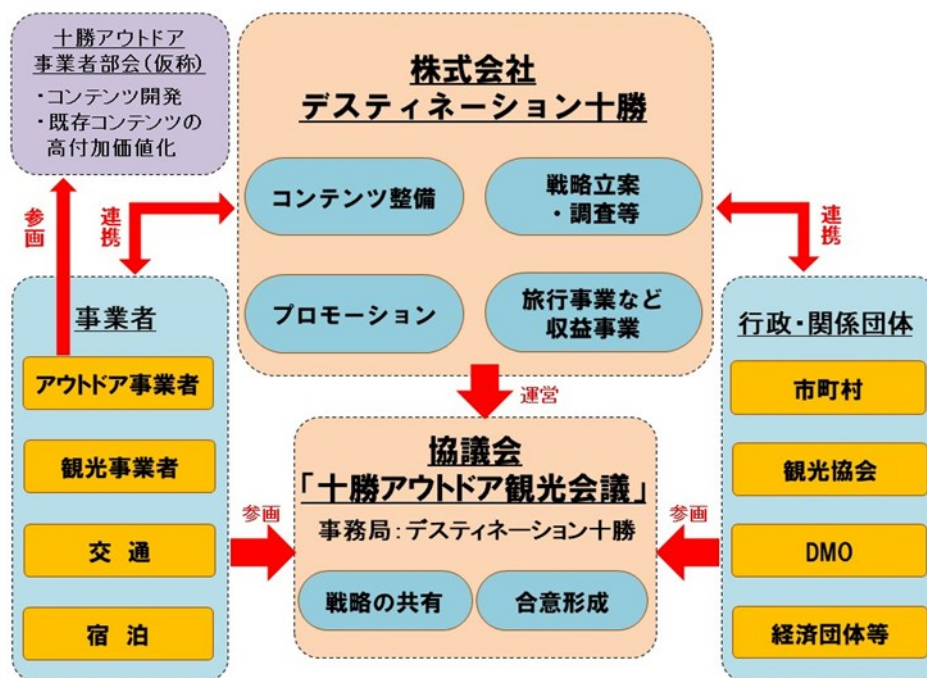 十勝アウトドア
事業者部会(仮称)
・コンテンツ開発
・既存コンテンツの
高付加価値化
株式会社
デスティネーション十勝
コンテンツ整備
戦略立案
・調査等
プロモーション
旅行事業など
収益事業
参画
連携
連携
事業者
アウトドア事業者
観光事業者
交　通
宿　泊
運営
行政・関係団体
市町村
観光協会
DMO
経済団体等
協議会
「十勝アウトドア観光会議」
事務局:デスティネーション十勝
戦略の共有
合意形成
参画
参画